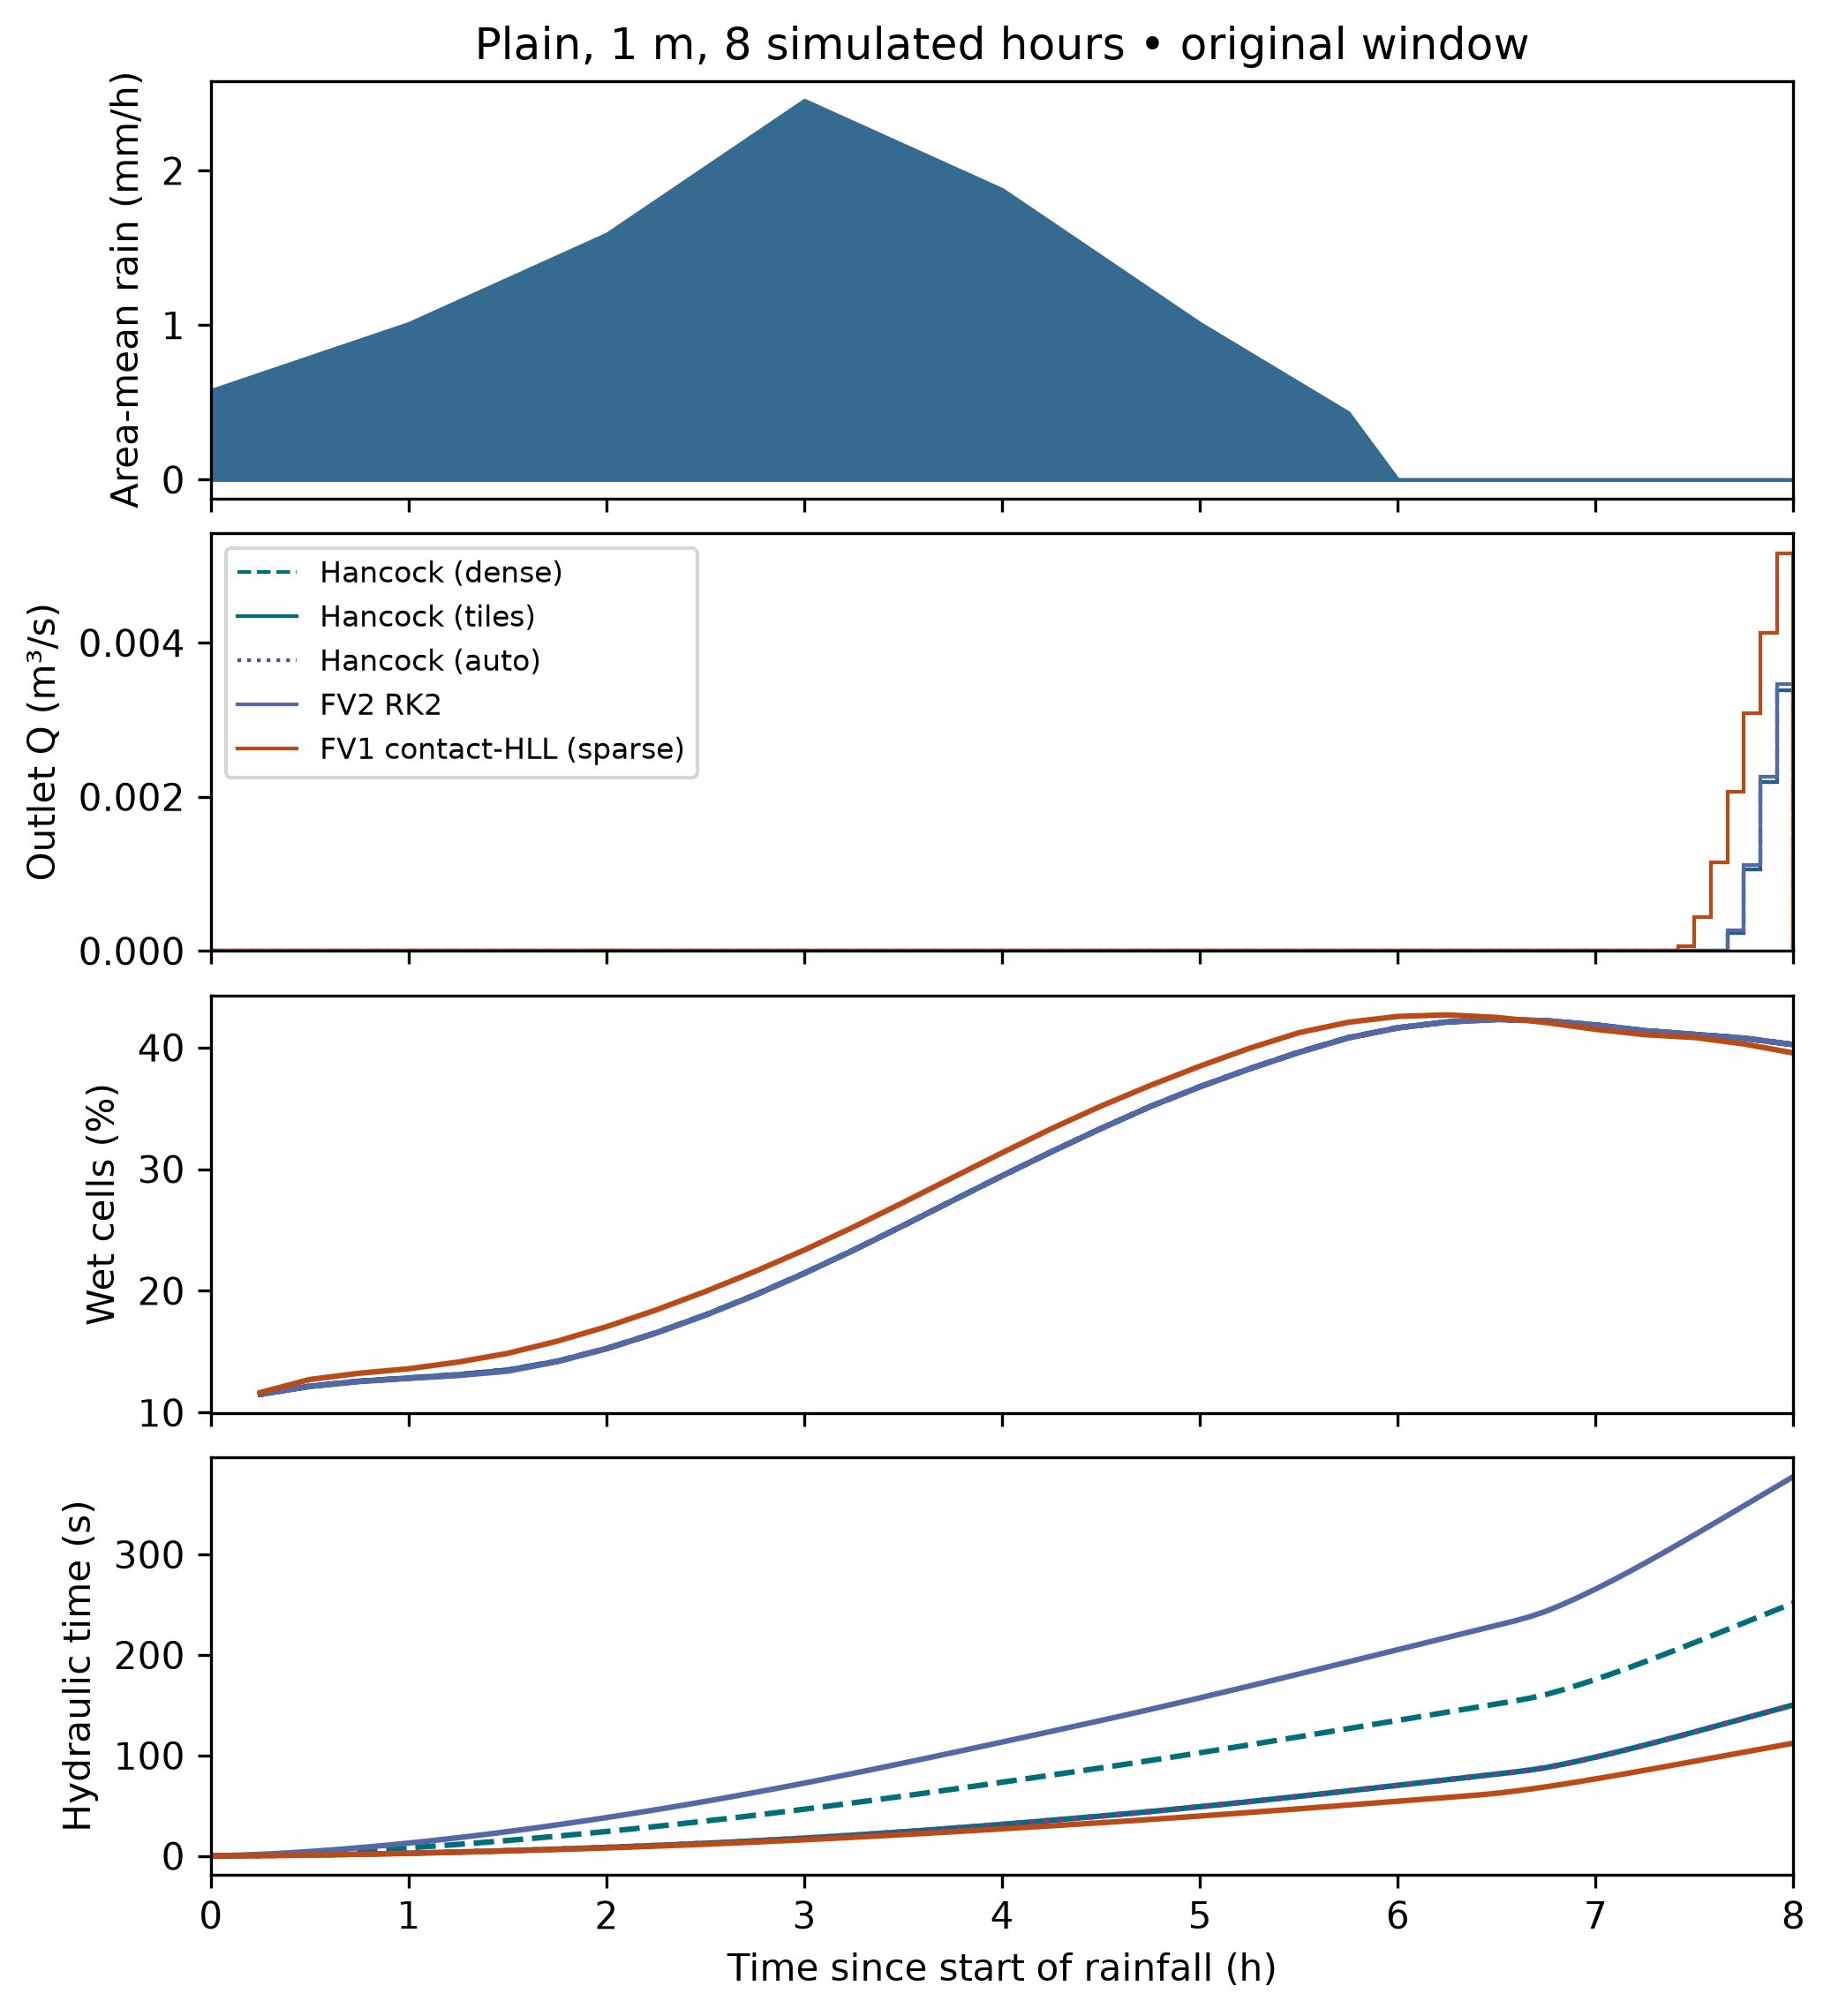 Plain, 1 m, 8 simulated hours • original window
Area-mean rain (mm/h)
2
1
0
Outlet Q (m³/s)
0.004
0.002
0.000
Hancock (dense)
Hancock (tiles)
Hancock (auto)
FV2 RK2
FV1 contact-HLL (sparse)
Wet cells (%)
40
30
20
10
Hydraulic time (s)
300
200
100
0
0 1 2 3 4 5 6 7 8
Time since start of rainfall (h)